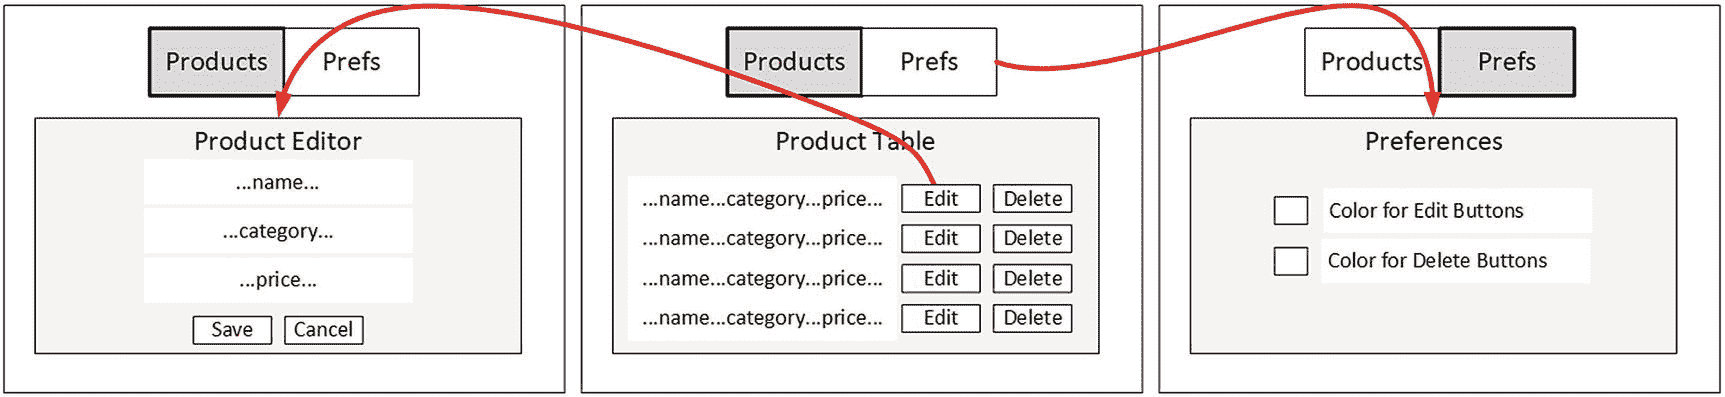 Products Prefs
Product Editor
...name...
...category...
...price...
Save Cancel
Products Prefs
Product Table
...name...category...price... Edit Delete
...name...category...price... Edit Delete
...name...category...price... Edit Delete
...name...category...price... Edit Delete
Products Prefs
Preferences
Color for Edit Buttons
Color for Delete Buttons